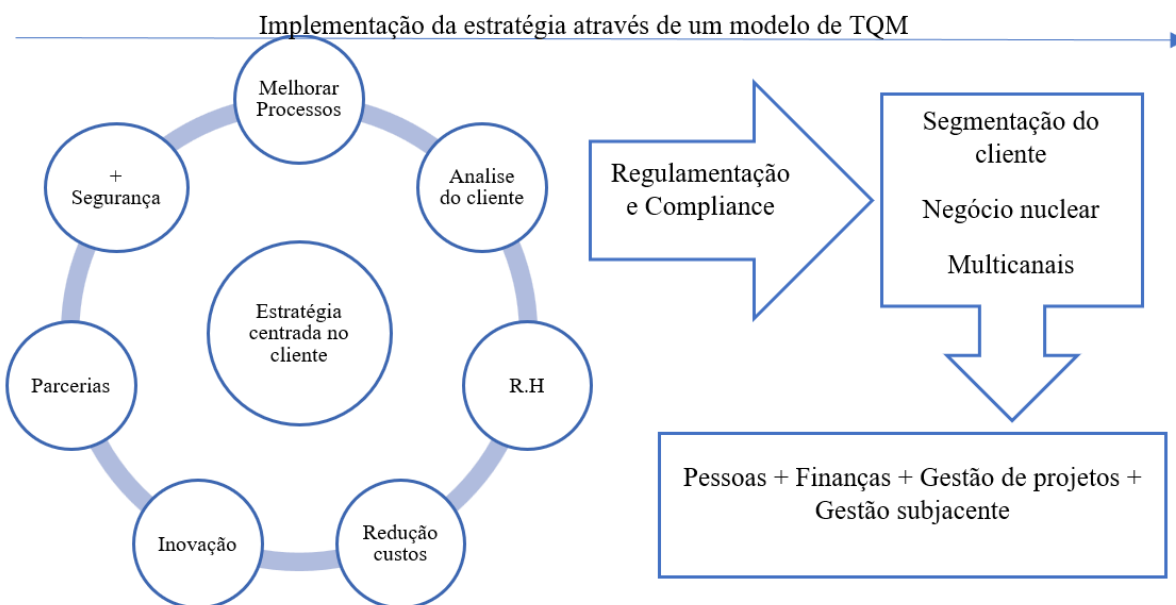 Implementação da estratégia através de um modelo de TQM
Melhorar
Processos
Analise
do cliente
R.H
Redução
custos
Inovação
Parcerias
+
Segurança
Estratégia
centrada no
cliente
Regulamentação
e Compliance
Segmentação do
cliente
Negócio nuclear
Multicanais
Pessoas + Finanças + Gestão de projetos +
Gestão subjacente